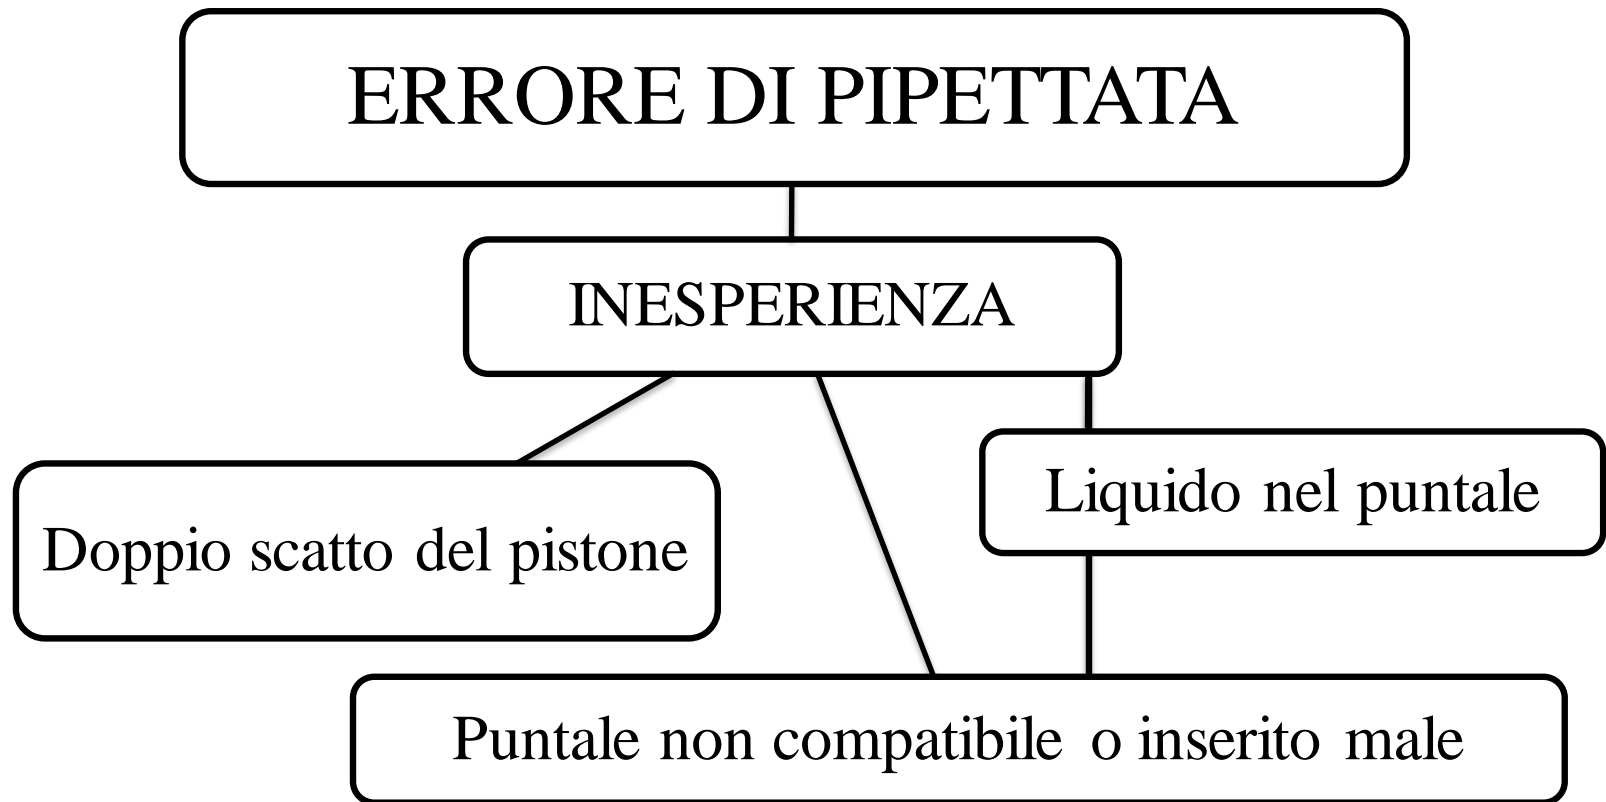 ERRORE DI PIPETTATA
INESPERIENZA
Liquido nel puntale
Doppio scatto del pistone
Puntale non compatibile o inserito male